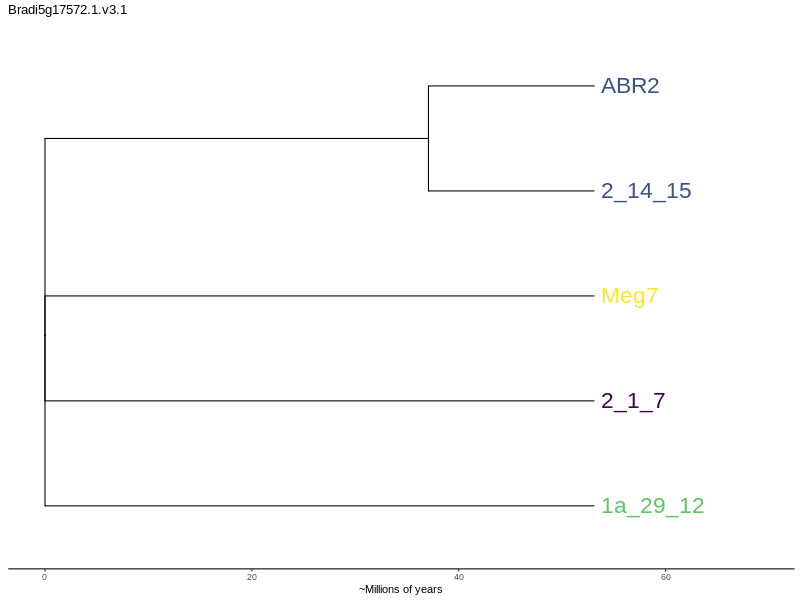 Bradi5g17572.1.v3.1
ABR2
2_14_15
Meg7
2_1_7
1a_29_12
0 20 40 60
~Millions of years